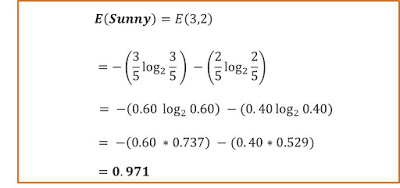 E(Sunny) = E(3,2)
= −(3/5 log₂ 3/5) − (2/5 log₂ 2/5)
= −(0.60 log₂ 0.60) − (0.40 log₂ 0.40)
= −(0.60 * 0.737) − (0.40 * 0.529)
= 0.971